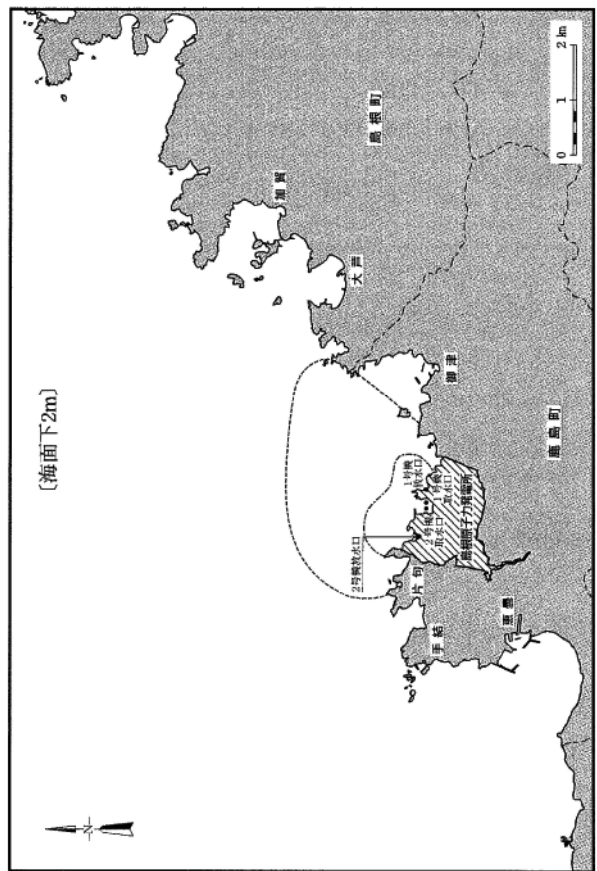 〔海面下2m〕
N
加賀
大芦
島根町
御津
1号機
放水口
1号機
取水口
2号機
取水口
2号機放水口
島根原子力発電所
片句
手結
恵曇
鹿島町
0 1 2km